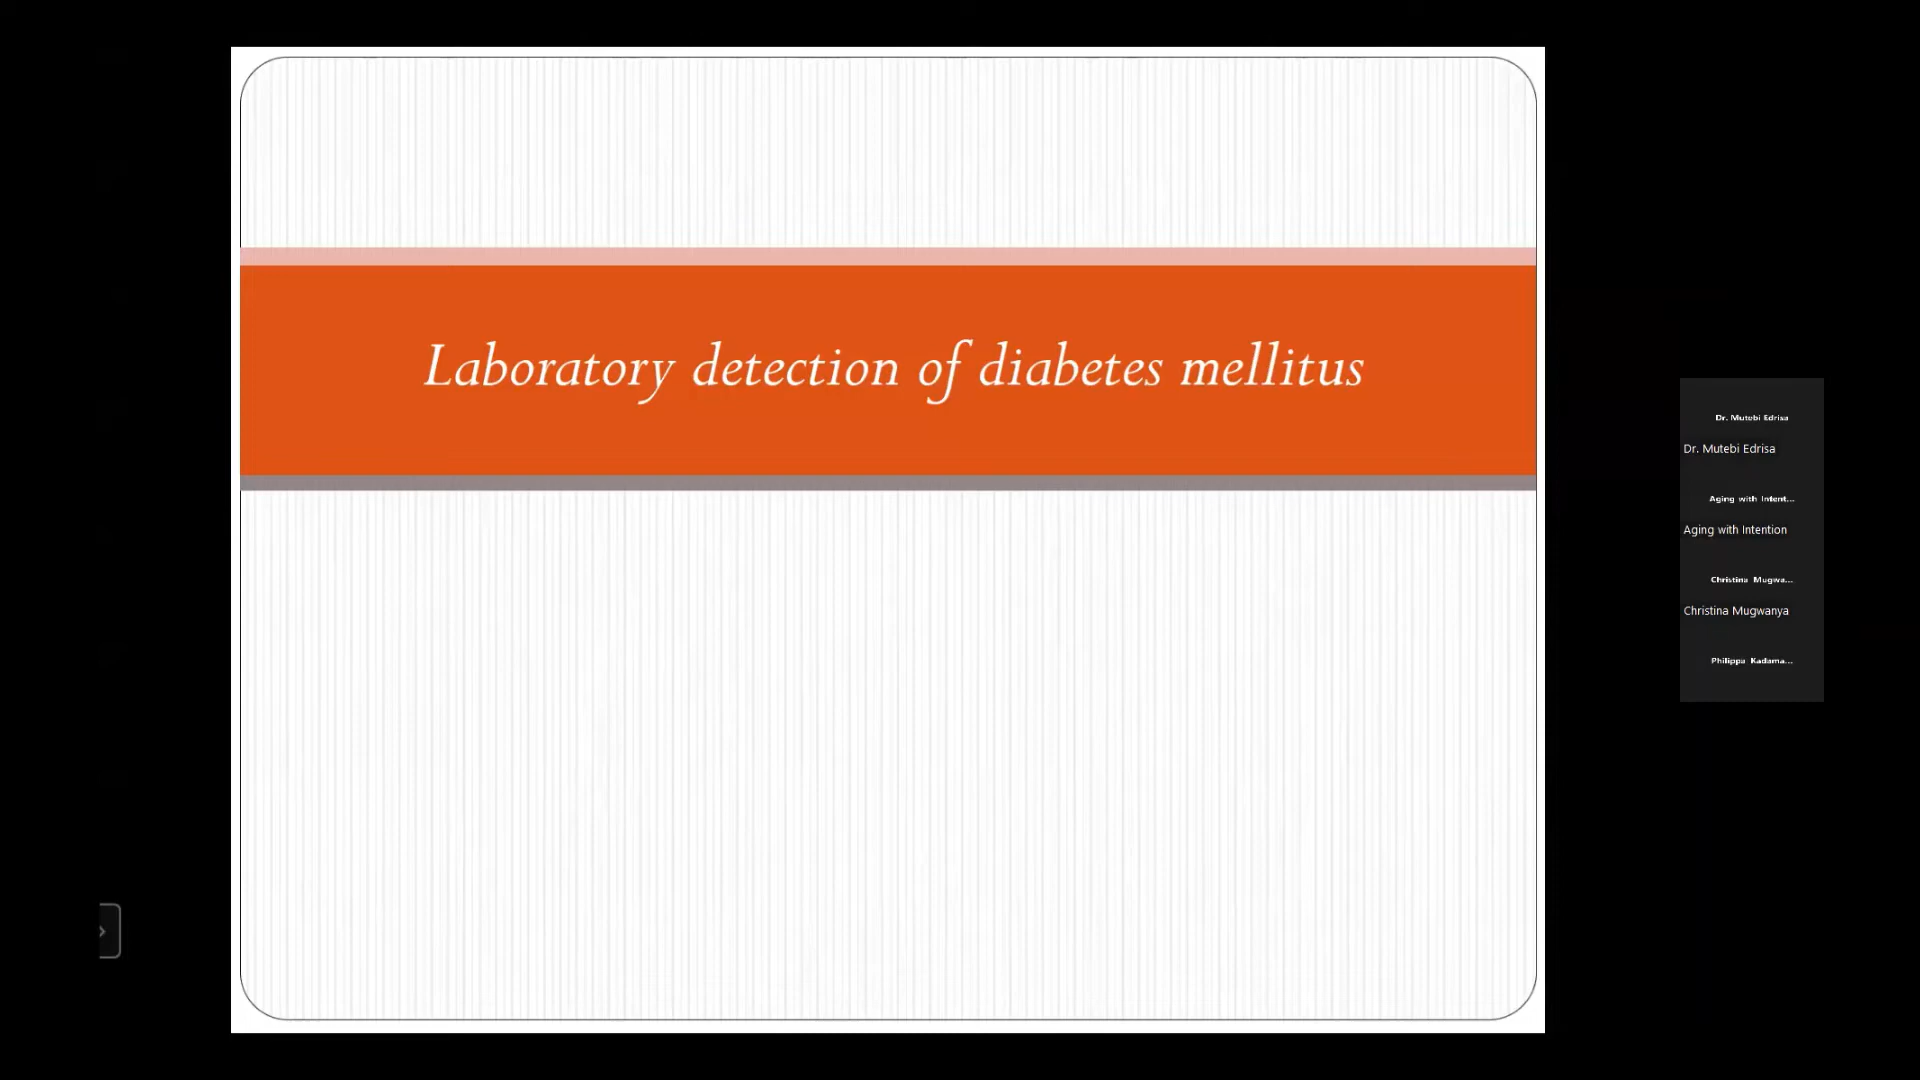 Laboratory detection of diabetes mellitus
Dr. Mutebi Edrisa
Dr. Mutebi Edrisa
Aging with Intent...
Aging with Intention
Christina Mugwa...
Christina Mugwanya
Philippa Kadama...